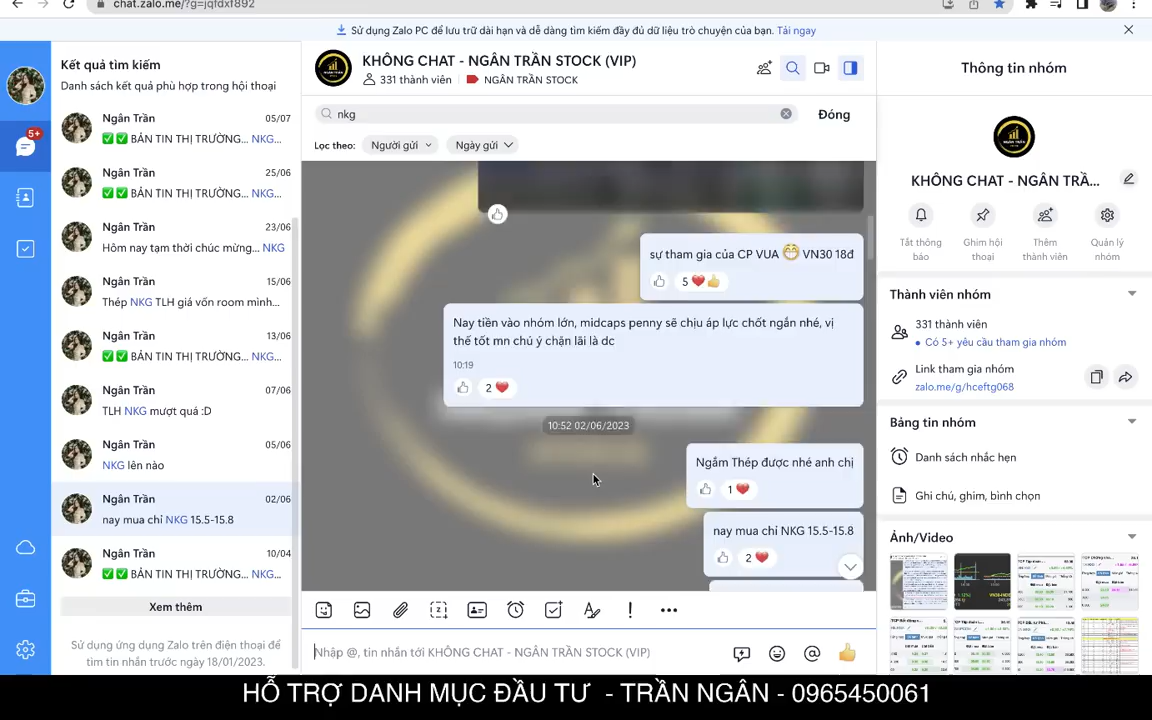 chat.zalo.me/?g=jqfdxf892
Sử dụng Zalo PC để lưu trữ dài hạn và dễ dàng tìm kiếm đầy đủ dữ liệu trò chuyện của bạn. Tải ngay
Kết quả tìm kiếm
Danh sách kết quả phù hợp trong hội thoại
Ngân Trần 05/07
✅ ✅ BẢN TIN THỊ TRƯỜNG... NKG...
Ngân Trần 25/06
✅ ✅ BẢN TIN THỊ TRƯỜNG... NKG...
Ngân Trần 23/06
Hôm nay tạm thời chúc mừng... NKG
Ngân Trần 15/06
Thép NKG TLH giá vốn room mình...
Ngân Trần 13/06
✅ ✅ BẢN TIN THỊ TRƯỜNG... NKG...
Ngân Trần 07/06
TLH NKG mượt quá :D
Ngân Trần 05/06
NKG lên nào
Ngân Trần 02/06
nay mua chỉ NKG 15.5-15.8
Ngân Trần 10/04
✅ ✅ BẢN TIN THỊ TRƯỜNG... NKG...
Xem thêm
Sử dụng ứng dụng Zalo trên điện thoại để
tìm tin nhắn trước ngày 18/01/2023.
5+
KHÔNG CHAT - NGÂN TRẦN STOCK (VIP)
331 thành viên NGÂN TRẦN STOCK
nkg
Đóng
Lọc theo: Người gửi Ngày gửi
sự tham gia của CP VUA 😁 VN30 18đ
5
Nay tiền vào nhóm lớn, midcaps penny sẽ chịu áp lực chốt ngắn nhé, vị
thế tốt mn chú ý chặn lãi là dc
10:19
2
10:52 02/06/2023
Ngắm Thép được nhé anh chị
1
nay mua chỉ NKG 15.5-15.8
2
Nhập @, tin nhắn tới KHÔNG CHAT - NGÂN TRẦN STOCK (VIP)
Thông tin nhóm
KHÔNG CHAT - NGÂN TRẦ...
Tắt thông
báo
Ghim hội
thoại
Thêm
thành viên
Quản lý
nhóm
Thành viên nhóm
331 thành viên
• Có 5+ yêu cầu tham gia nhóm
Link tham gia nhóm
zalo.me/g/hceftg068
Bảng tin nhóm
Danh sách nhắc hẹn
Ghi chú, ghim, bình chọn
Ảnh/Video
HỖ TRỢ DANH MỤC ĐẦU TƯ - TRẦN NGÂN - 0965450061